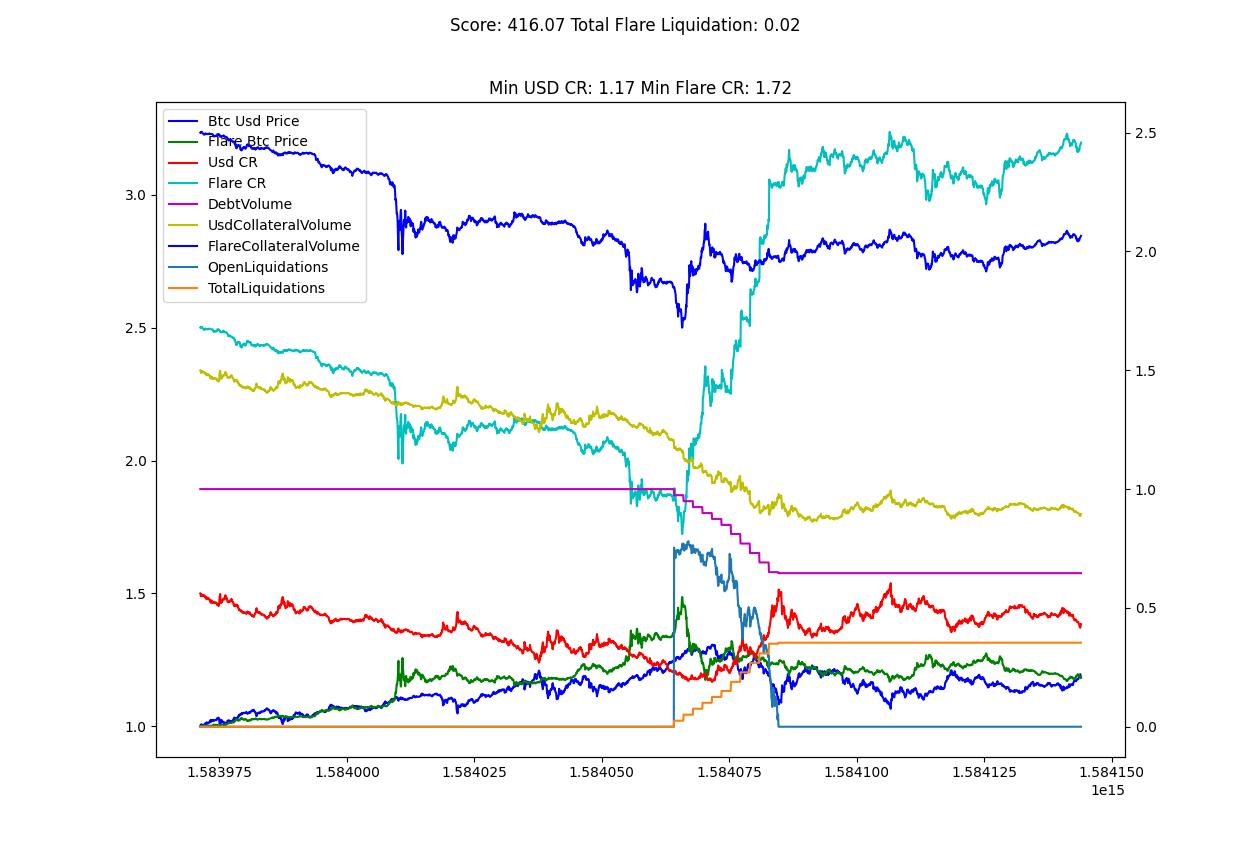 Score: 416.07 Total Flare Liquidation: 0.02
Min USD CR: 1.17 Min Flare CR: 1.72
Btc Usd Price
Flare Btc Price
Usd CR
Flare CR
DebtVolume
UsdCollateralVolume
FlareCollateralVolume
OpenLiquidations
TotalLiquidations
3.0
2.5
2.0
1.5
1.0
2.5
2.0
1.5
1.0
0.5
0.0
1.583975 1.584000 1.584025 1.584050 1.584075 1.584100 1.584125 1.584150
1e15